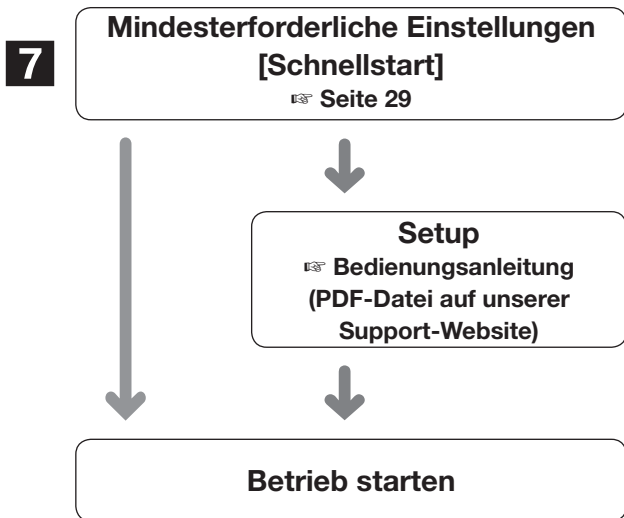 7
Mindesterforderliche Einstellungen
[Schnellstart]
☞ Seite 29
Setup
☞ Bedienungsanleitung
(PDF-Datei auf unserer
Support-Website)
Betrieb starten